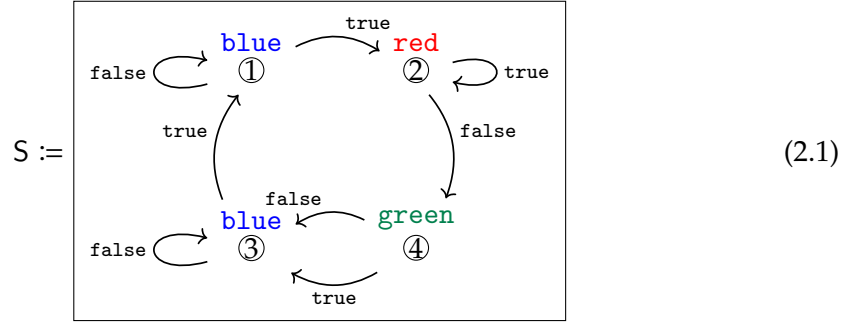 true
blue red
false ① ② true
true false
S := (2.1)
false
blue green
false ③ ④
true